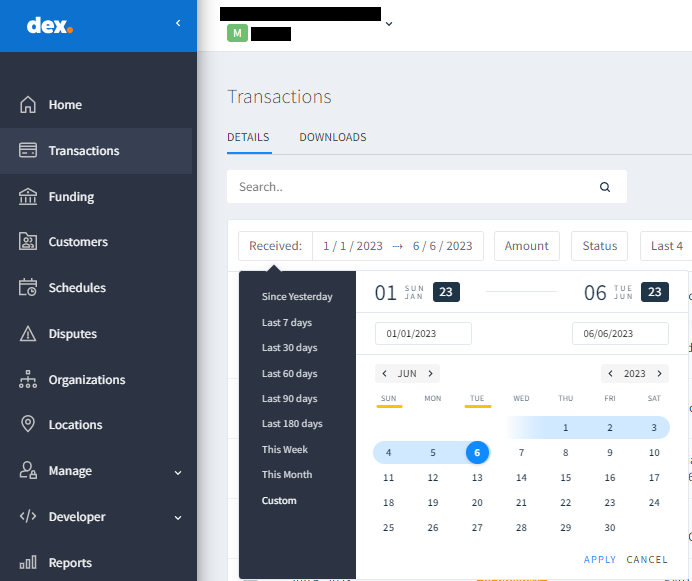 dex.
M
Home
Transactions
Funding
Customers
Schedules
Disputes
Organizations
Locations
Manage
Developer
Reports
Transactions
DETAILS DOWNLOADS
Search..
Received: 1 / 1 / 2023 ⇢ 6 / 6 / 2023 Amount Status Last 4
Since Yesterday
Last 7 days
Last 30 days
Last 60 days
Last 90 days
Last 180 days
This Week
This Month
Custom
01 SUN JAN 23 06 TUE JUN 23
01/01/2023 06/06/2023
JUN 2023
SUN MON TUE WED THU FRI SAT
1 2 3
4 5 6 7 8 9 10
11 12 13 14 15 16 17
18 19 20 21 22 23 24
25 26 27 28 29 30
APPLY CANCEL